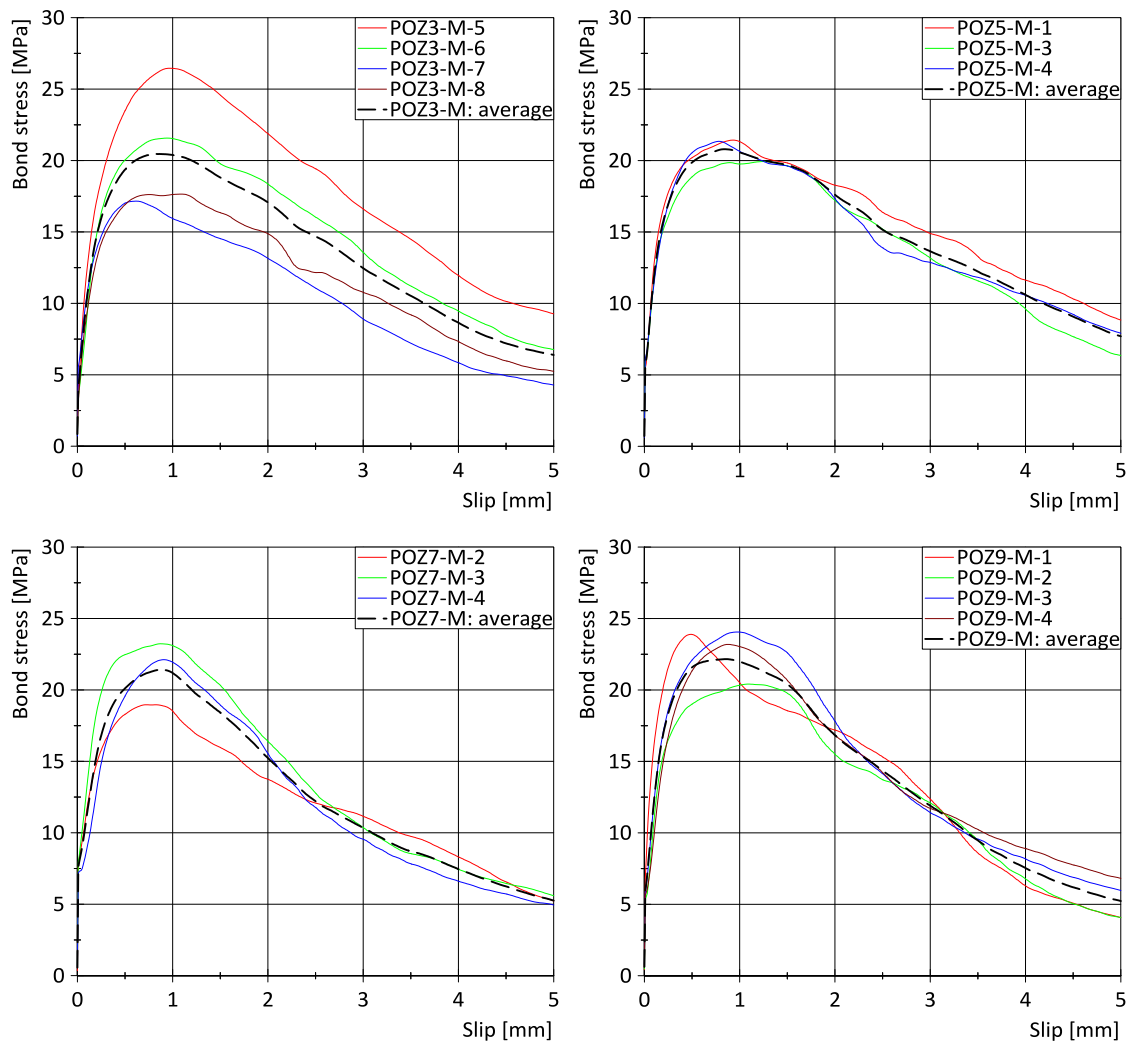 Bond stress [MPa]
30
25
20
15
10
5
0
POZ3-M-5
POZ3-M-6
POZ3-M-7
POZ3-M-8
POZ3-M: average
0 1 2 3 4 5
Slip [mm]
Bond stress [MPa]
30
25
20
15
10
5
0
POZ5-M-1
POZ5-M-3
POZ5-M-4
POZ5-M: average
0 1 2 3 4 5
Slip [mm]
Bond stress [MPa]
30
25
20
15
10
5
0
POZ7-M-2
POZ7-M-3
POZ7-M-4
POZ7-M: average
0 1 2 3 4 5
Slip [mm]
Bond stress [MPa]
30
25
20
15
10
5
0
POZ9-M-1
POZ9-M-2
POZ9-M-3
POZ9-M-4
POZ9-M: average
0 1 2 3 4 5
Slip [mm]